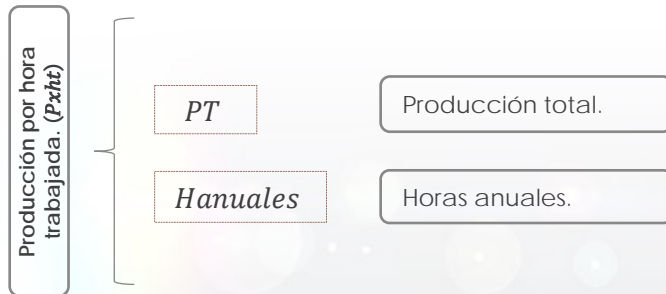 Producción por hora
trabajada. (Pxht)
PT
Producción total.
Hanuales
Horas anuales.